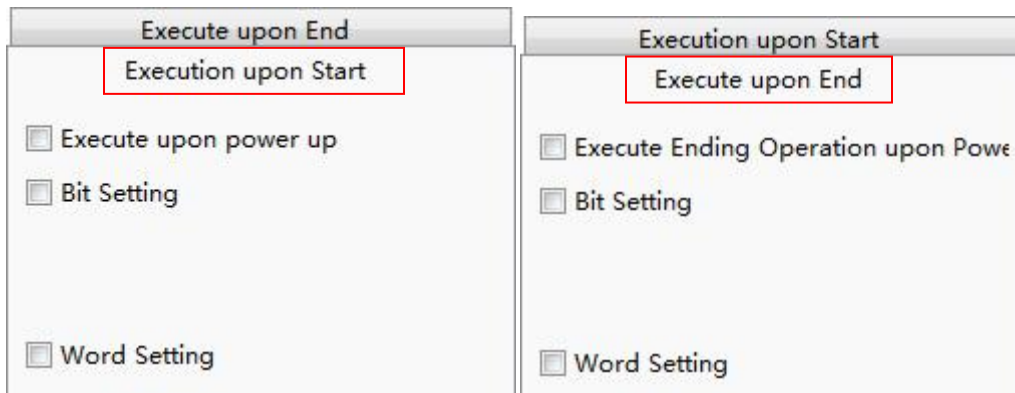 Execute upon End
Execution upon Start
Execute upon power up
Bit Setting
Word Setting
Execution upon Start
Execute upon End
Execute Ending Operation upon Powe
Bit Setting
Word Setting